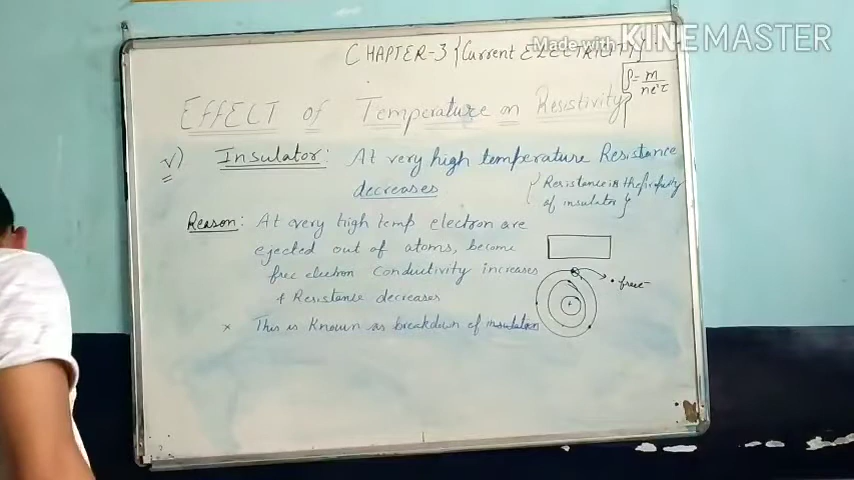 Made with KINEMASTER
CHAPTER-3 {Current ELECTRICITY}
ρ = m
ne²τ
EFFECT of Temperature on Resistivity
v) Insulator: At very high temperature Resistance
decreases
{Resistance is the property
of insulator}
Reason: At very high temp electron are
ejected out of atoms, become
free electron Conductivity increases
& Resistance decreases
+
free⁻
× This is Known as breakdown of insulation